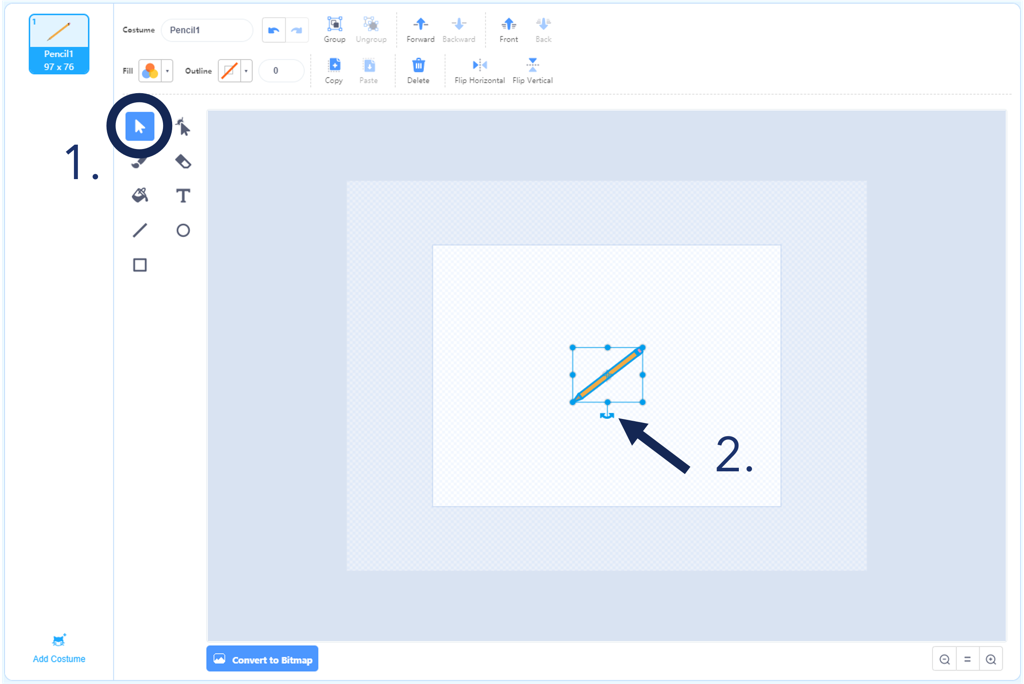 1
Pencil1
97 x 76
Costume Pencil1
Group Ungroup Forward Backward Front Back
Fill Outline 0
Copy Paste Delete Flip Horizontal Flip Vertical
1.
T
2.
Add Costume
Convert to Bitmap